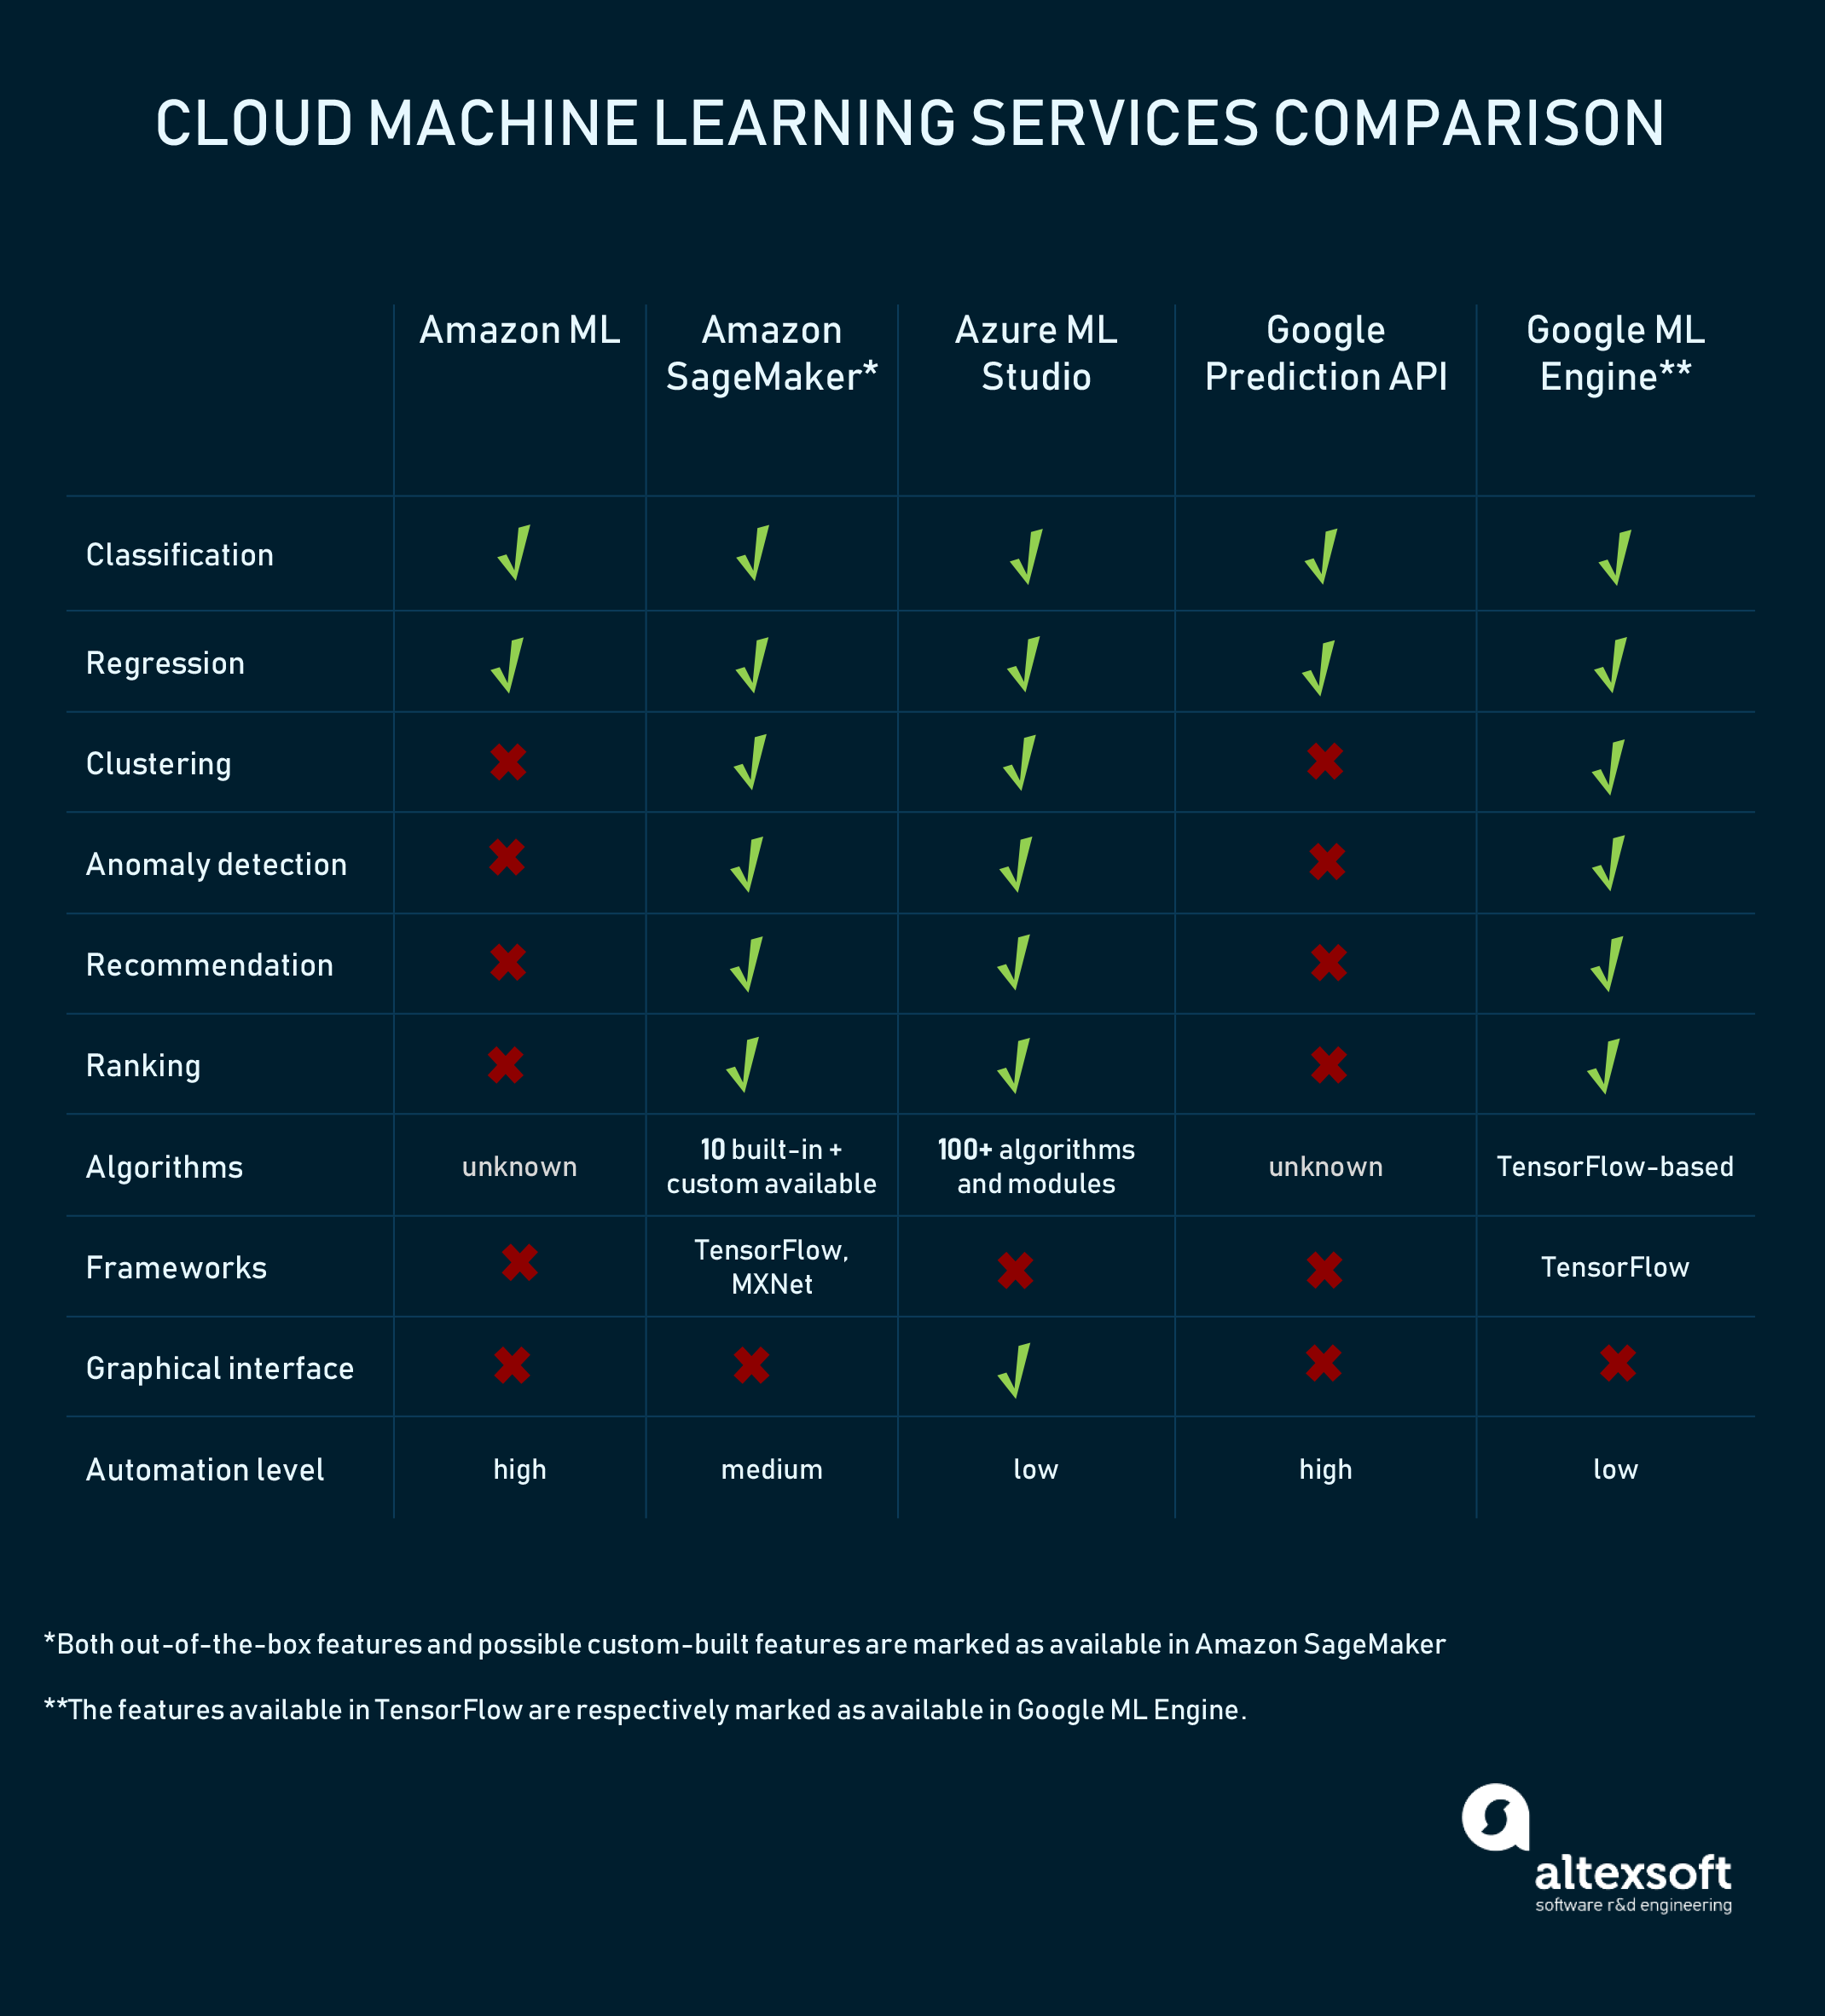 CLOUD MACHINE LEARNING SERVICES COMPARISON
Amazon ML
Amazon
SageMaker*
Azure ML
Studio
Google
Prediction API
Google ML
Engine**
Classification
Regression
Clustering
Anomaly detection
Recommendation
Ranking
Algorithms
unknown
10 built-in +
custom available
100+ algorithms
and modules
unknown
TensorFlow-based
Frameworks
TensorFlow,
MXNet
TensorFlow
Graphical interface
Automation level
high
medium
low
high
low
*Both out-of-the-box features and possible custom-built features are marked as available in Amazon SageMaker
**The features available in TensorFlow are respectively marked as available in Google ML Engine.
altexsoft
software r&d engineering